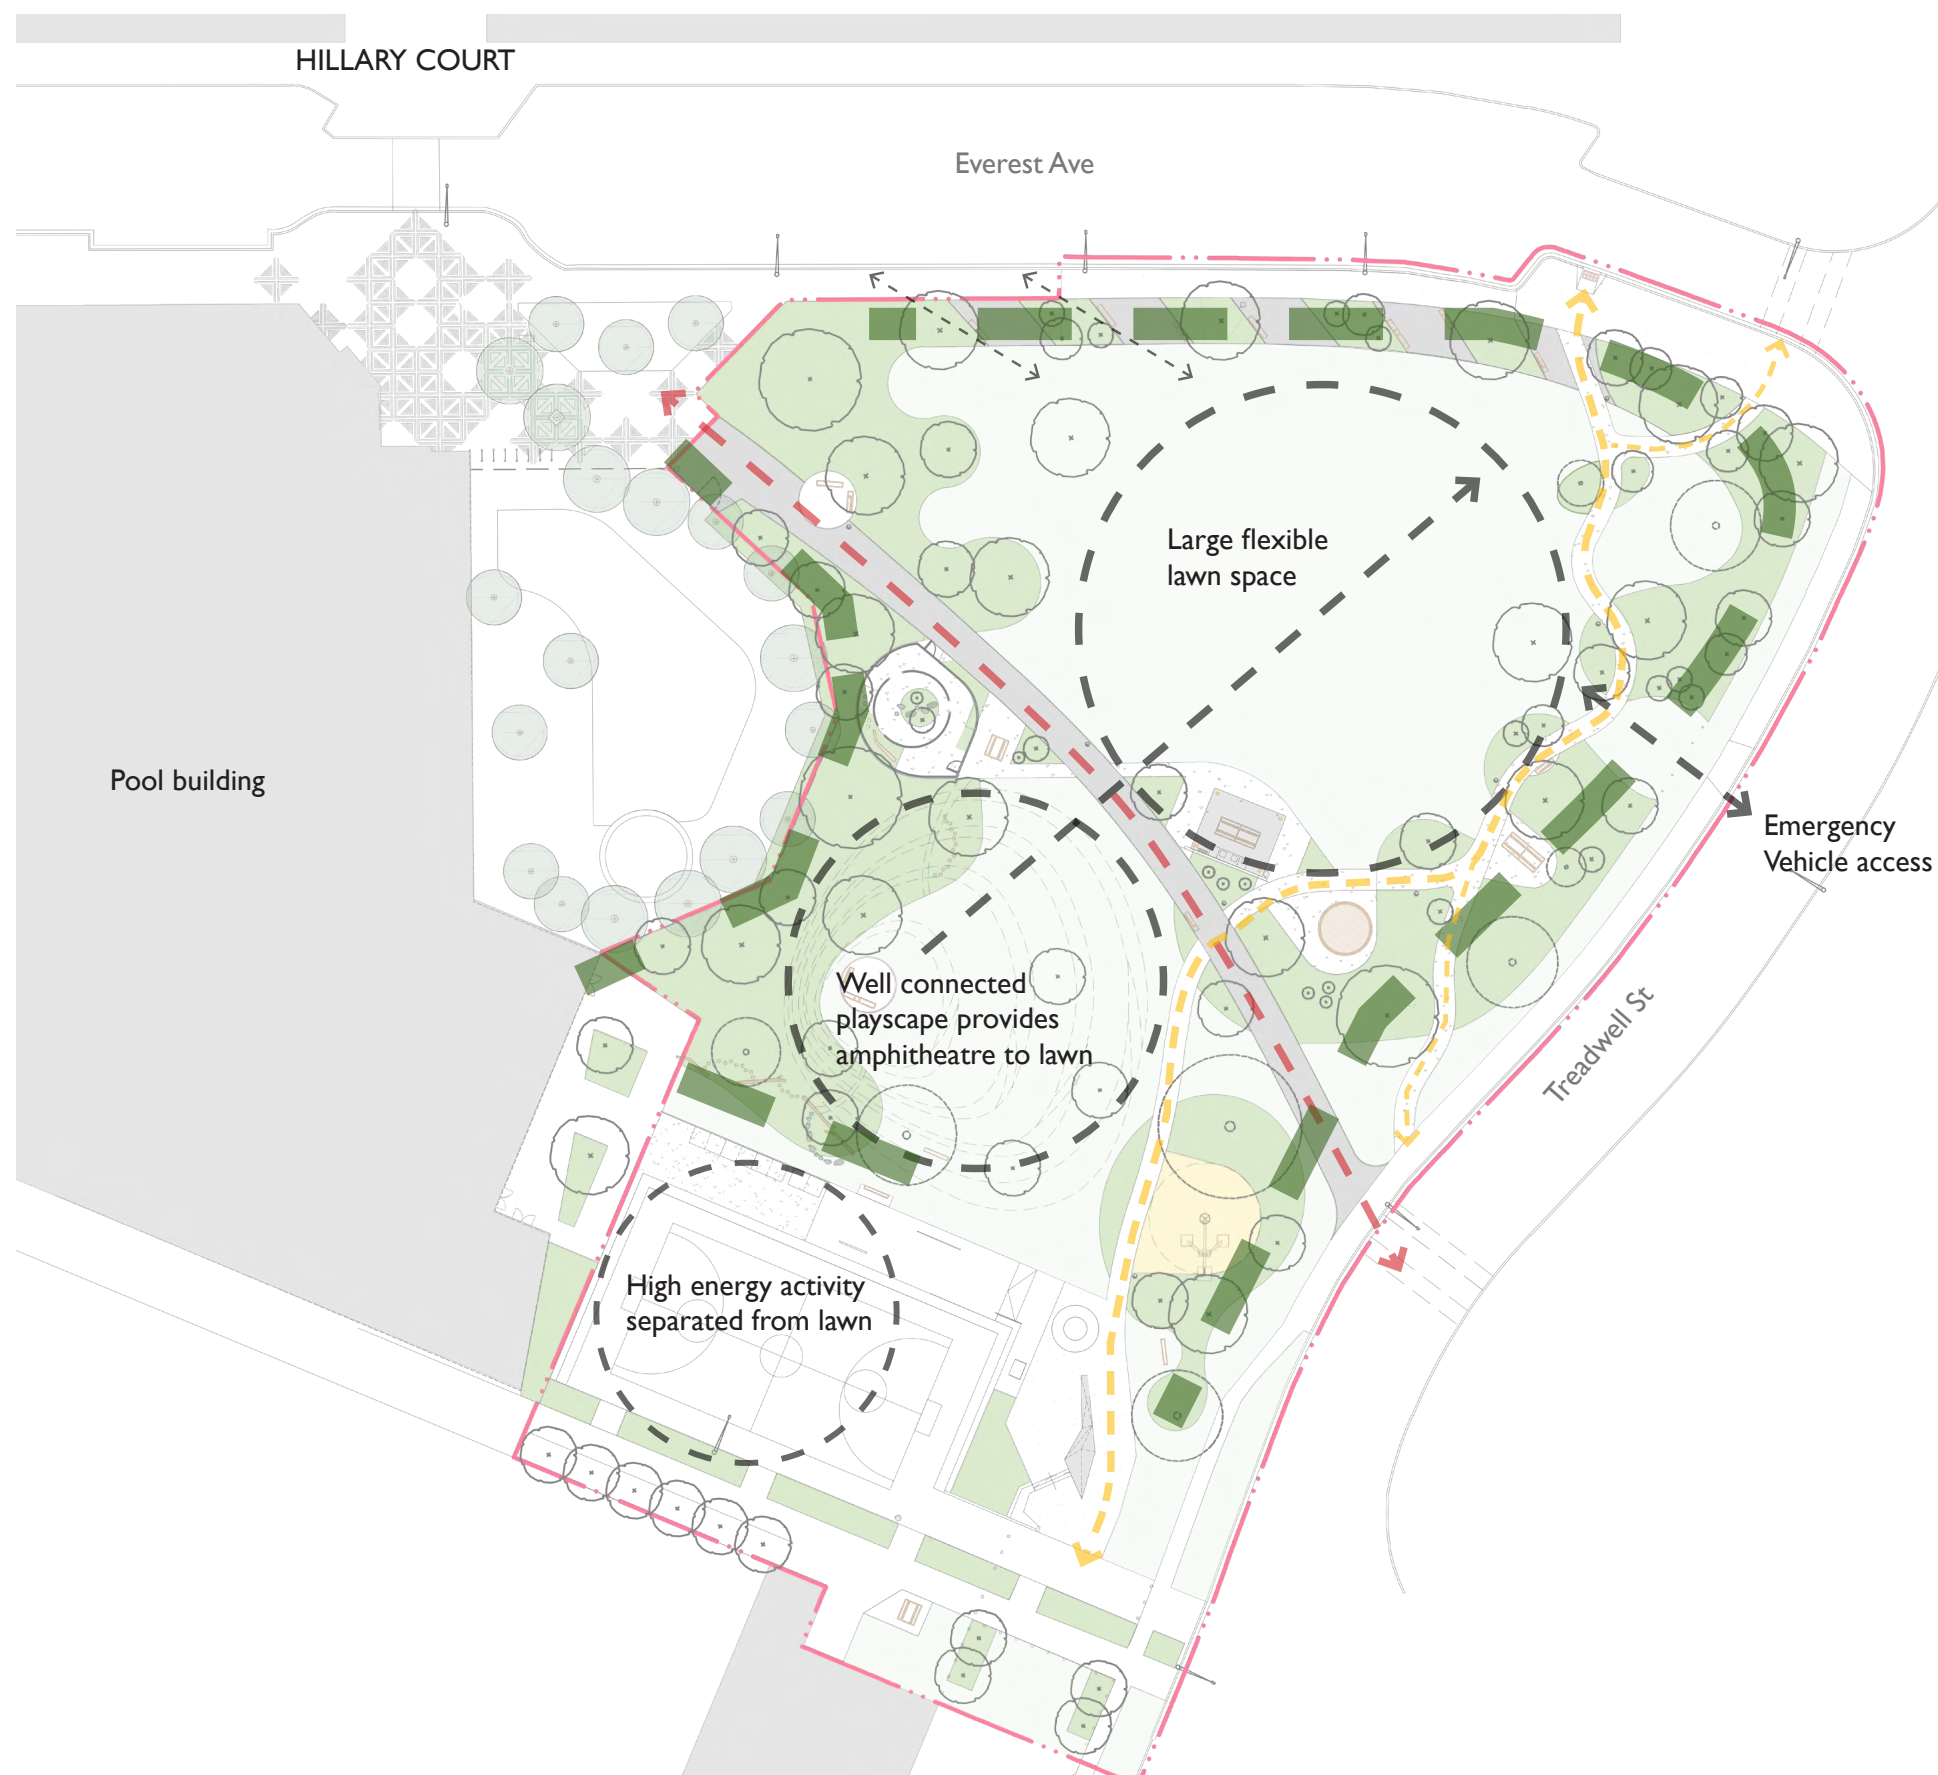 HILLARY COURT
Everest Ave
Large flexible
lawn space
Pool building
Emergency
Vehicle access
Well connected
playscape provides
amphitheatre to lawn
Treadwell St
High energy activity
separated from lawn